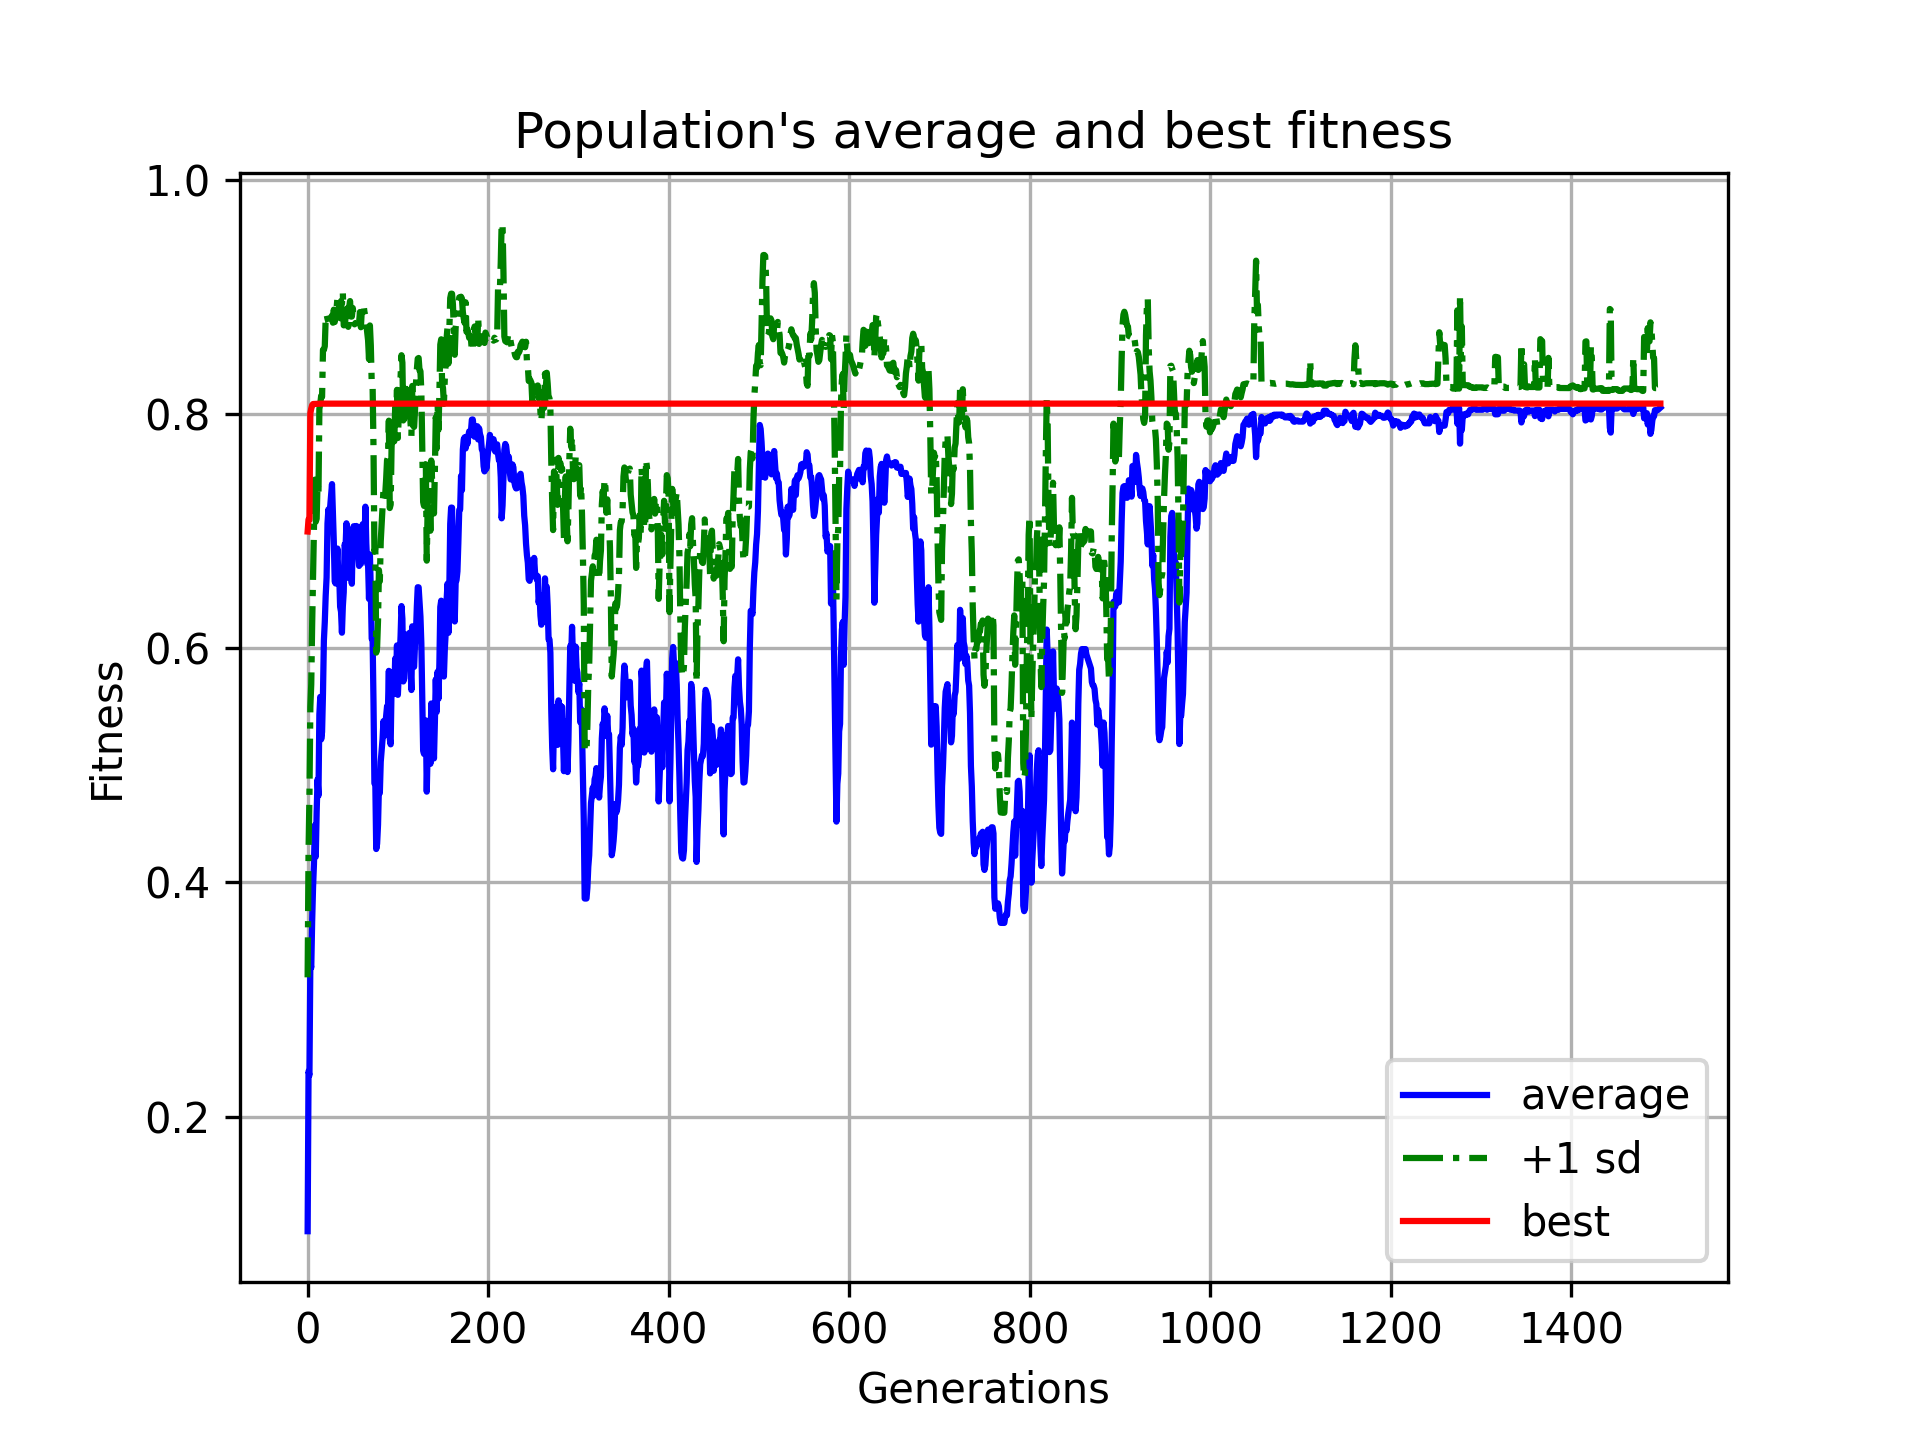 Population's average and best fitness
1.0
0.8
0.6
0.4
0.2
Fitness
0 200 400 600 800 1000 1200 1400
Generations
average
+1 sd
best